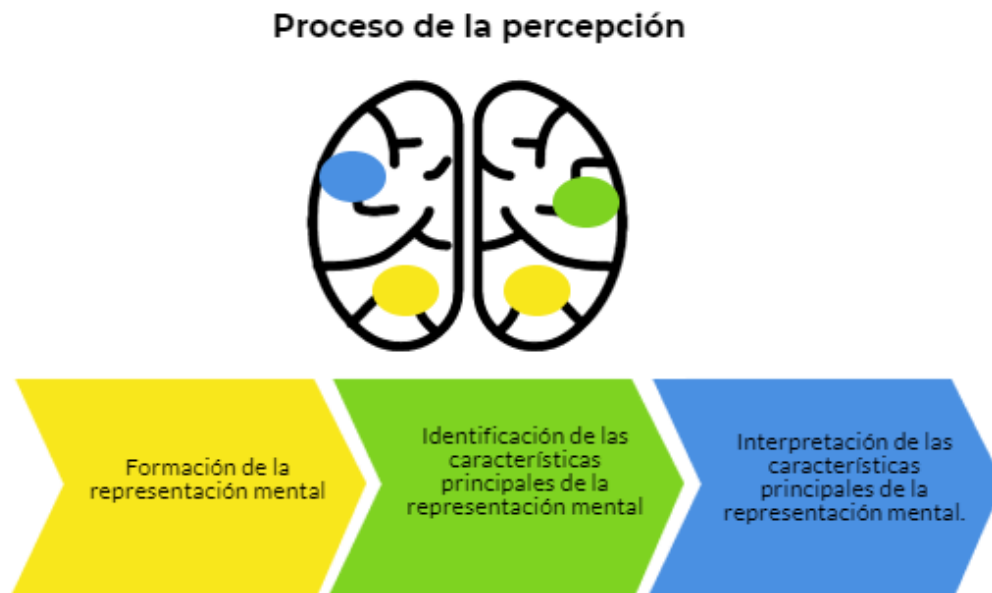 Proceso de la percepción
Formación de la
representación mental
Identificación de las
características
principales de la
representación mental
Interpretación de las
características
principales de la
representación mental.